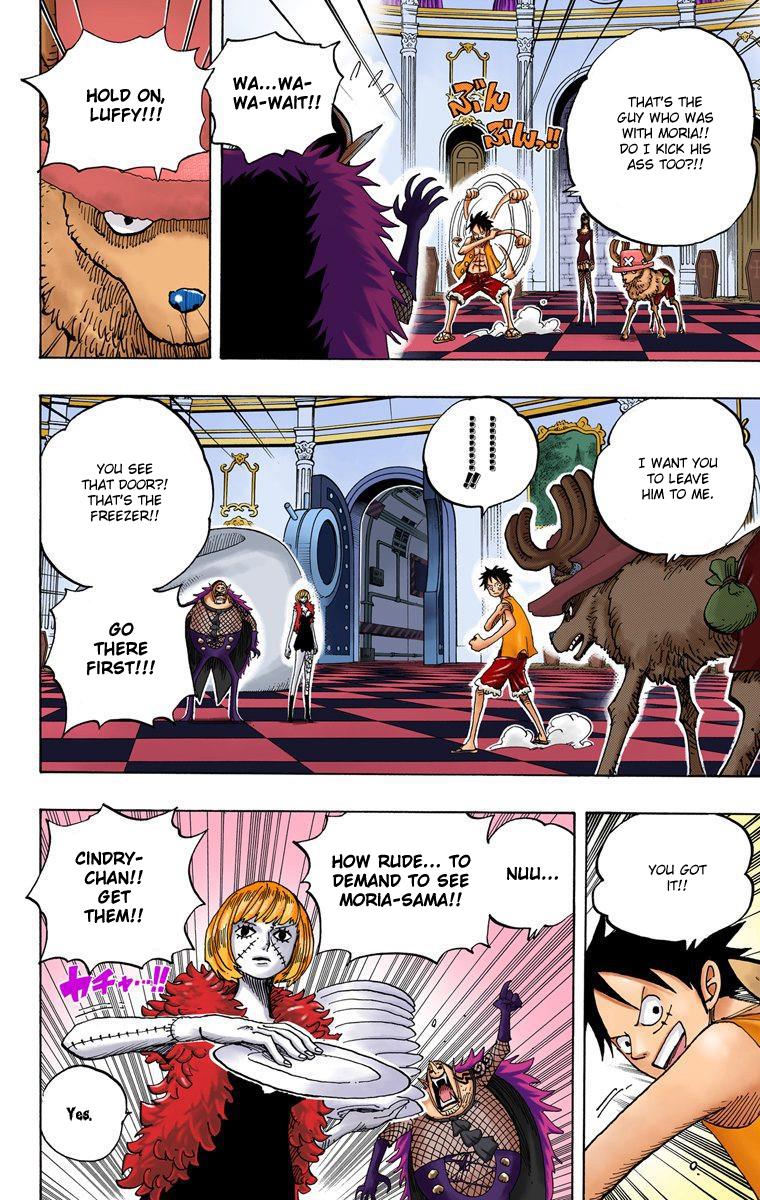 THAT'S THE
GUY WHO WAS
WITH MORIA!!
DO I KICK HIS
ASS TOO?!!
ぶん
ぶんっ!!
WA...WA-
WA-WAIT!!
HOLD ON,
LUFFY!!!
I WANT YOU
TO LEAVE
HIM TO ME.
!!
YOU SEE
THAT DOOR?!
THAT'S THE
FREEZER!!
GO
THERE
FIRST!!!
YOU GOT
IT!!
NUU...
HOW RUDE... TO
DEMAND TO SEE
MORIA-SAMA!!
CINDRY-
CHAN!!
GET
THEM!!
カチャ…!!
Yes.